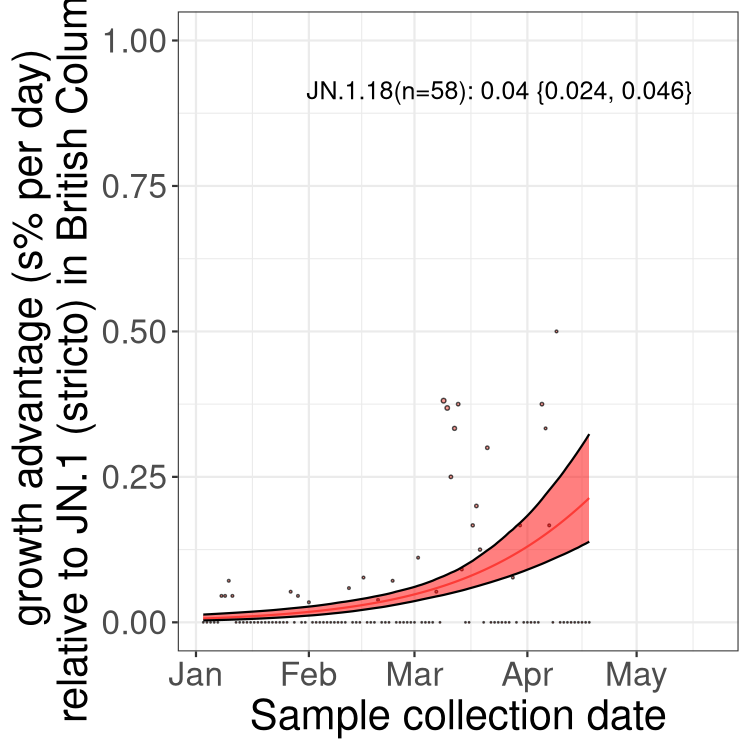 growth advantage (s% per day)
relative to JN.1 (stricto) in British Colum
1.00
0.75
0.50
0.25
0.00
JN.1.18(n=58): 0.04 {0.024, 0.046}
Jan Feb Mar Apr May
Sample collection date